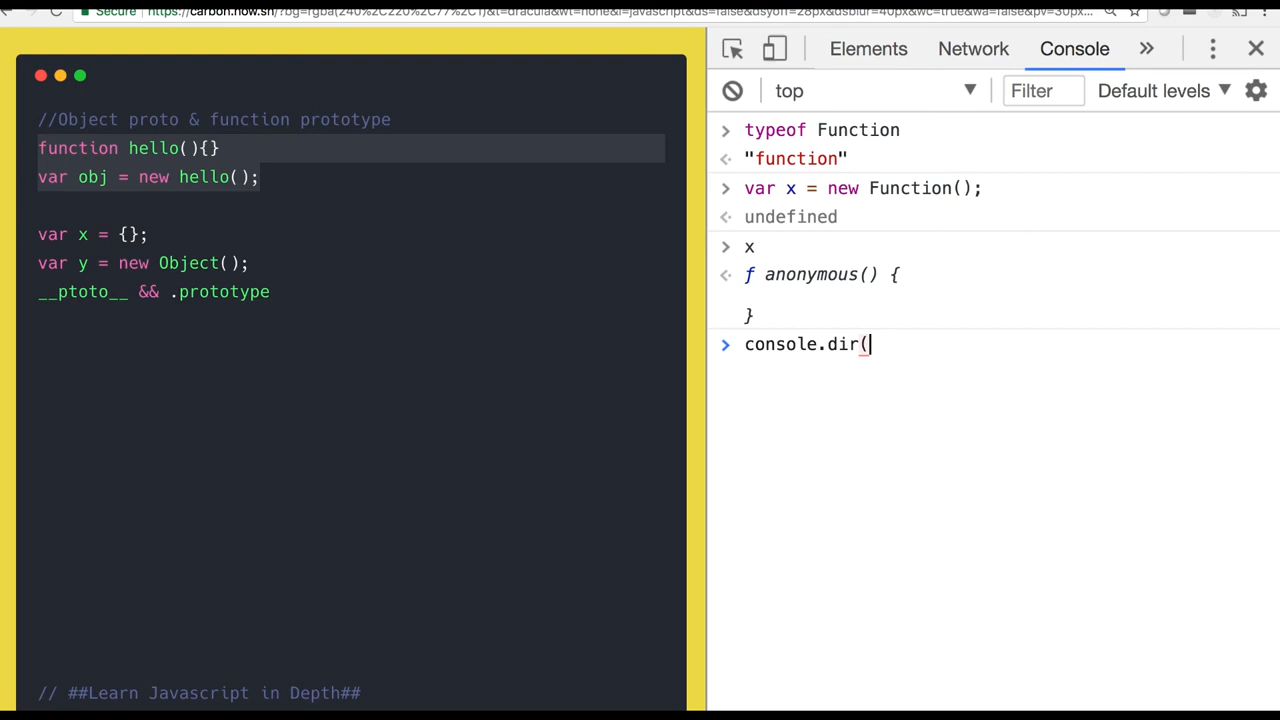 Secure https://carbon.now.sh/?bg=rgba(240%2C220%2C77%2C1)&t=dracula&wt=none&l=javascript&ds=false&dsyoff=28px&dsblur=40px&wc=true&wa=false&pv=30px...
Elements Network Console »
top Filter Default levels
//Object proto & function prototype
function hello(){}
var obj = new hello();
var x = {};
var y = new Object();
__ptoto__ && .prototype
// ##Learn Javascript in Depth##
> typeof Function
"function"
> var x = new Function();
undefined
> x
ƒ anonymous() {
}
> console.dir(